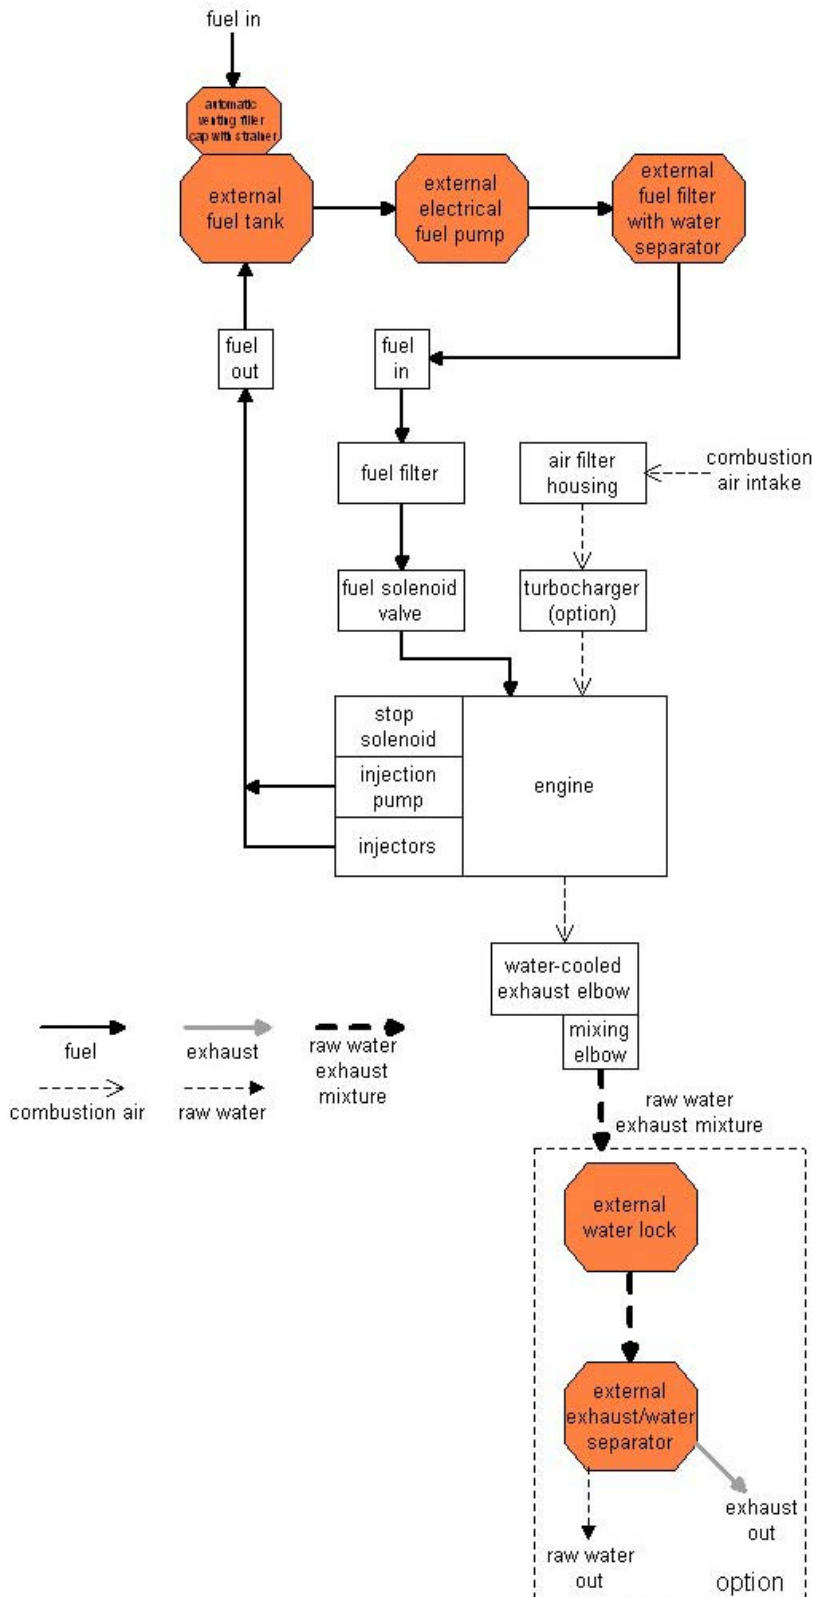 fuel in
automatic
venting filler
cap with strainer
external
fuel tank
external
electrical
fuel pump
external
fuel filter
with water
separator
fuel
out
fuel
in
fuel filter
air filter
housing
combustion
air intake
fuel solenoid
valve
turbocharger
(option)
stop
solenoid
injection
pump
injectors
engine
water-cooled
exhaust elbow
mixing
elbow
fuel
exhaust
raw water
exhaust
mixture
combustion air
raw water
raw water
exhaust mixture
external
water lock
external
exhaust/water
separator
exhaust
out
raw water
out
option